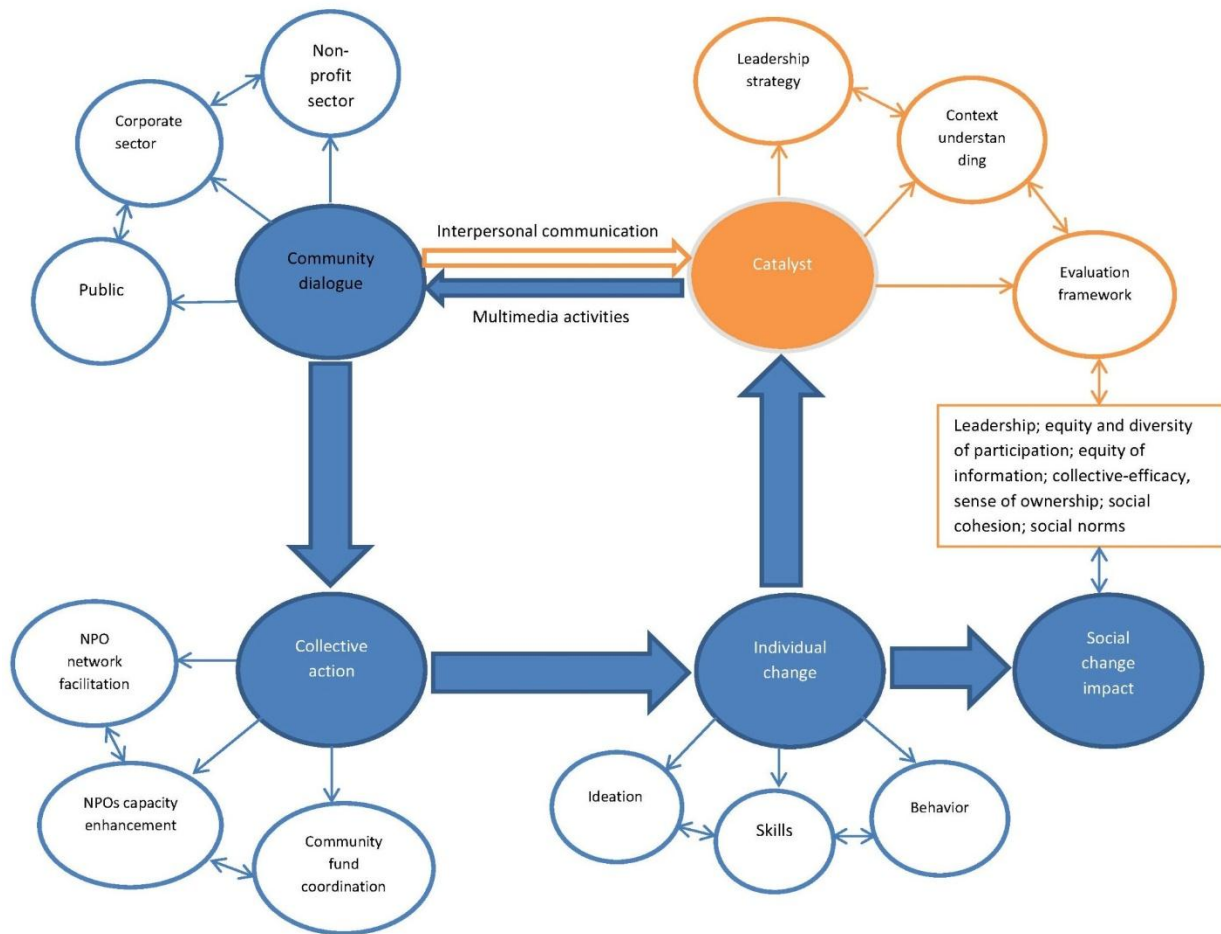 Non-
profit
sector
Corporate
sector
Public
Community
dialogue
Interpersonal communication
Multimedia activities
Leadership
strategy
Context
understan
ding
Catalyst
Evaluation
framework
Leadership; equity and diversity
of participation; equity of
information; collective-efficacy,
sense of ownership; social
cohesion; social norms
NPO
network
facilitation
Collective
action
NPOs capacity
enhancement
Community
fund
coordination
Individual
change
Ideation
Skills
Behavior
Social
change
impact